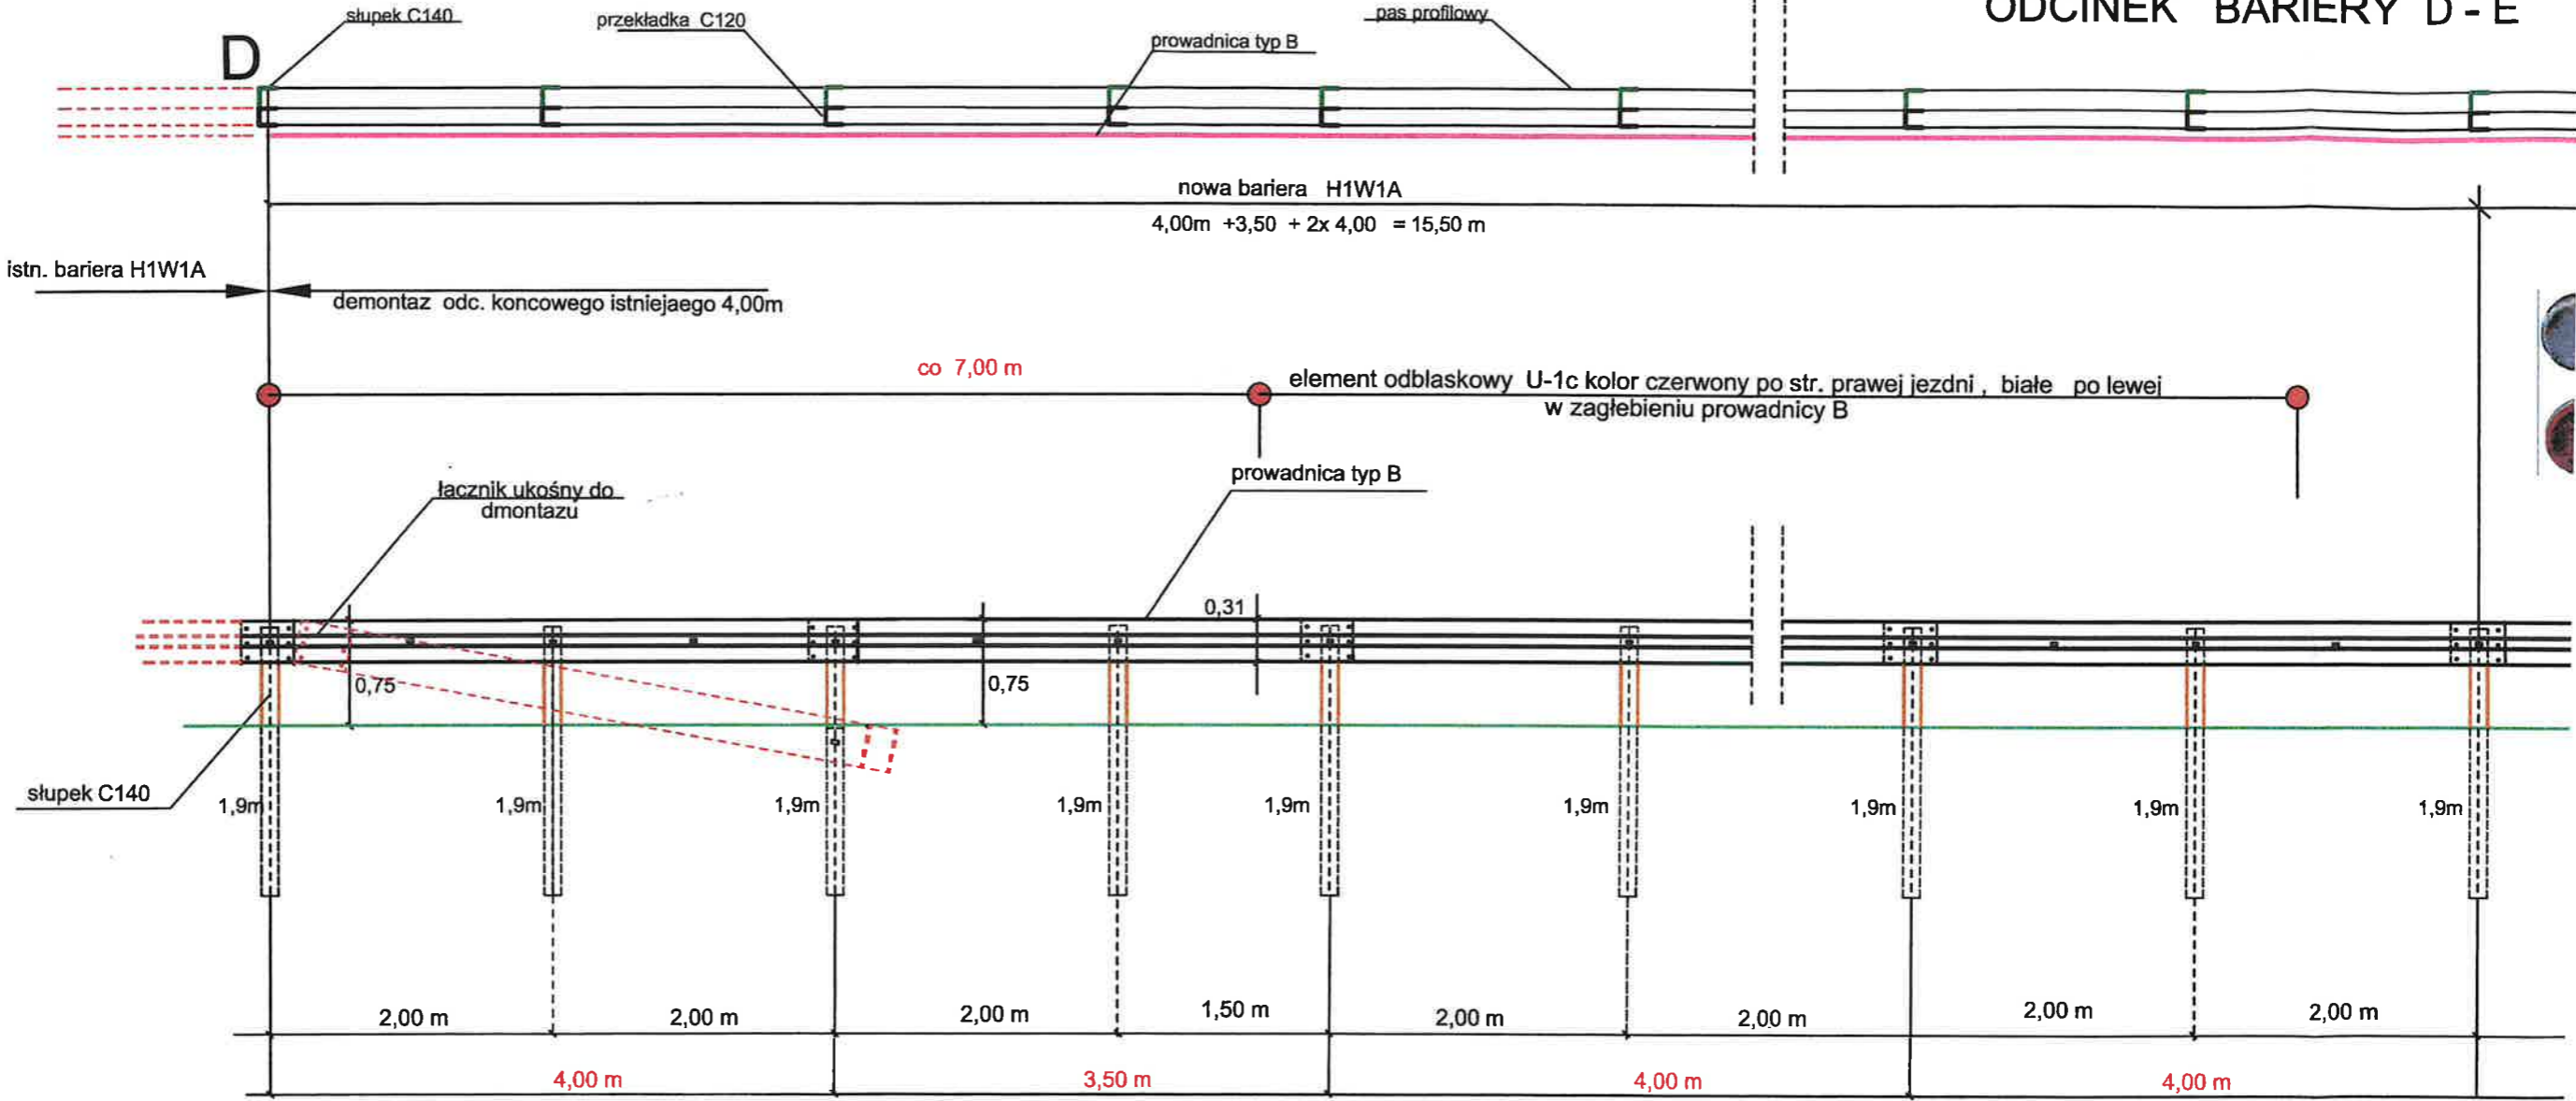 ODCINEK BARIERY D - E
słupek C140
przekładka C120
pas profilowy
prowadnica typ B
D
nowa bariera H1W1A
4,00m +3,50 + 2x 4,00 = 15,50 m
istn. bariera H1W1A
demontaz odc. koncowego istniejaego 4,00m
co 7,00 m
element odblaskowy U-1c kolor czerwony po str. prawej jezdni , białe po lewej
w zagłebieniu prowadnicy B
prowadnica typ B
łacznik ukośny do
dmontazu
0,31
0,75
0,75
słupek C140
1,9m
1,9m
1,9m
1,9m
1,9m
1,9m
1,9m
1,9m
1,9m
2,00 m
2,00 m
2,00 m
1,50 m
2,00 m
2,00 m
2,00 m
2,00 m
4,00 m
3,50 m
4,00 m
4,00 m